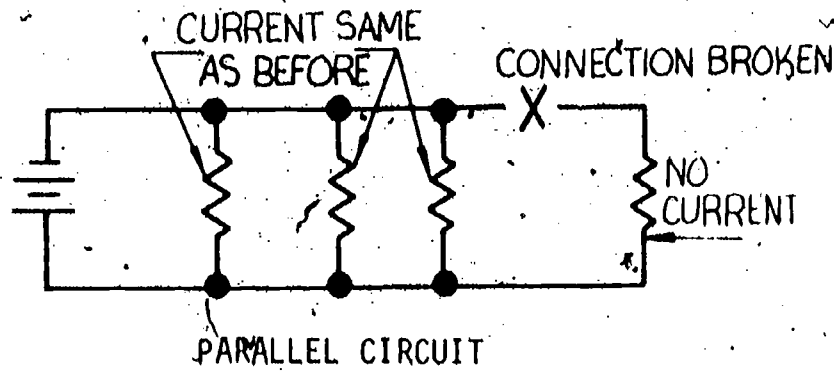 CURRENT SAME
AS BEFORE
CONNECTION BROKEN
X
NO
CURRENT
PARALLEL CIRCUIT